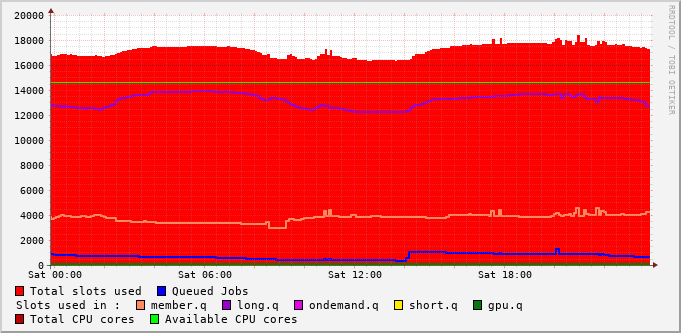 20000
18000
16000
14000
12000
10000
8000
6000
4000
2000
0
Sat 00:00 Sat 06:00 Sat 12:00 Sat 18:00
Total slots used Queued Jobs
Slots used in : member.q long.q ondemand.q short.q gpu.q
Total CPU cores Available CPU cores
RRDTOOL / TOBI OETIKER